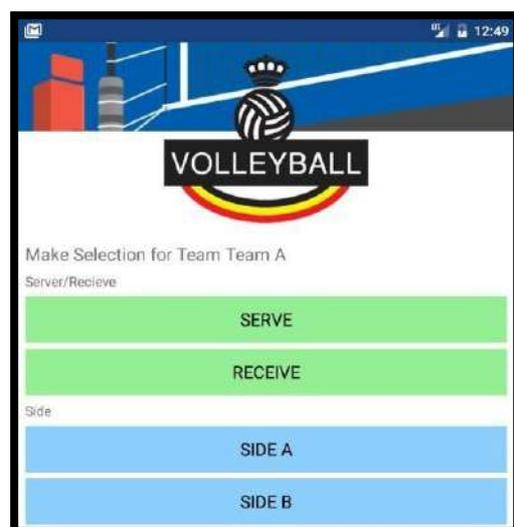 12:49
VOLLEYBALL
Make Selection for Team Team A
Server/Recieve
SERVE
RECEIVE
Side
SIDE A
SIDE B